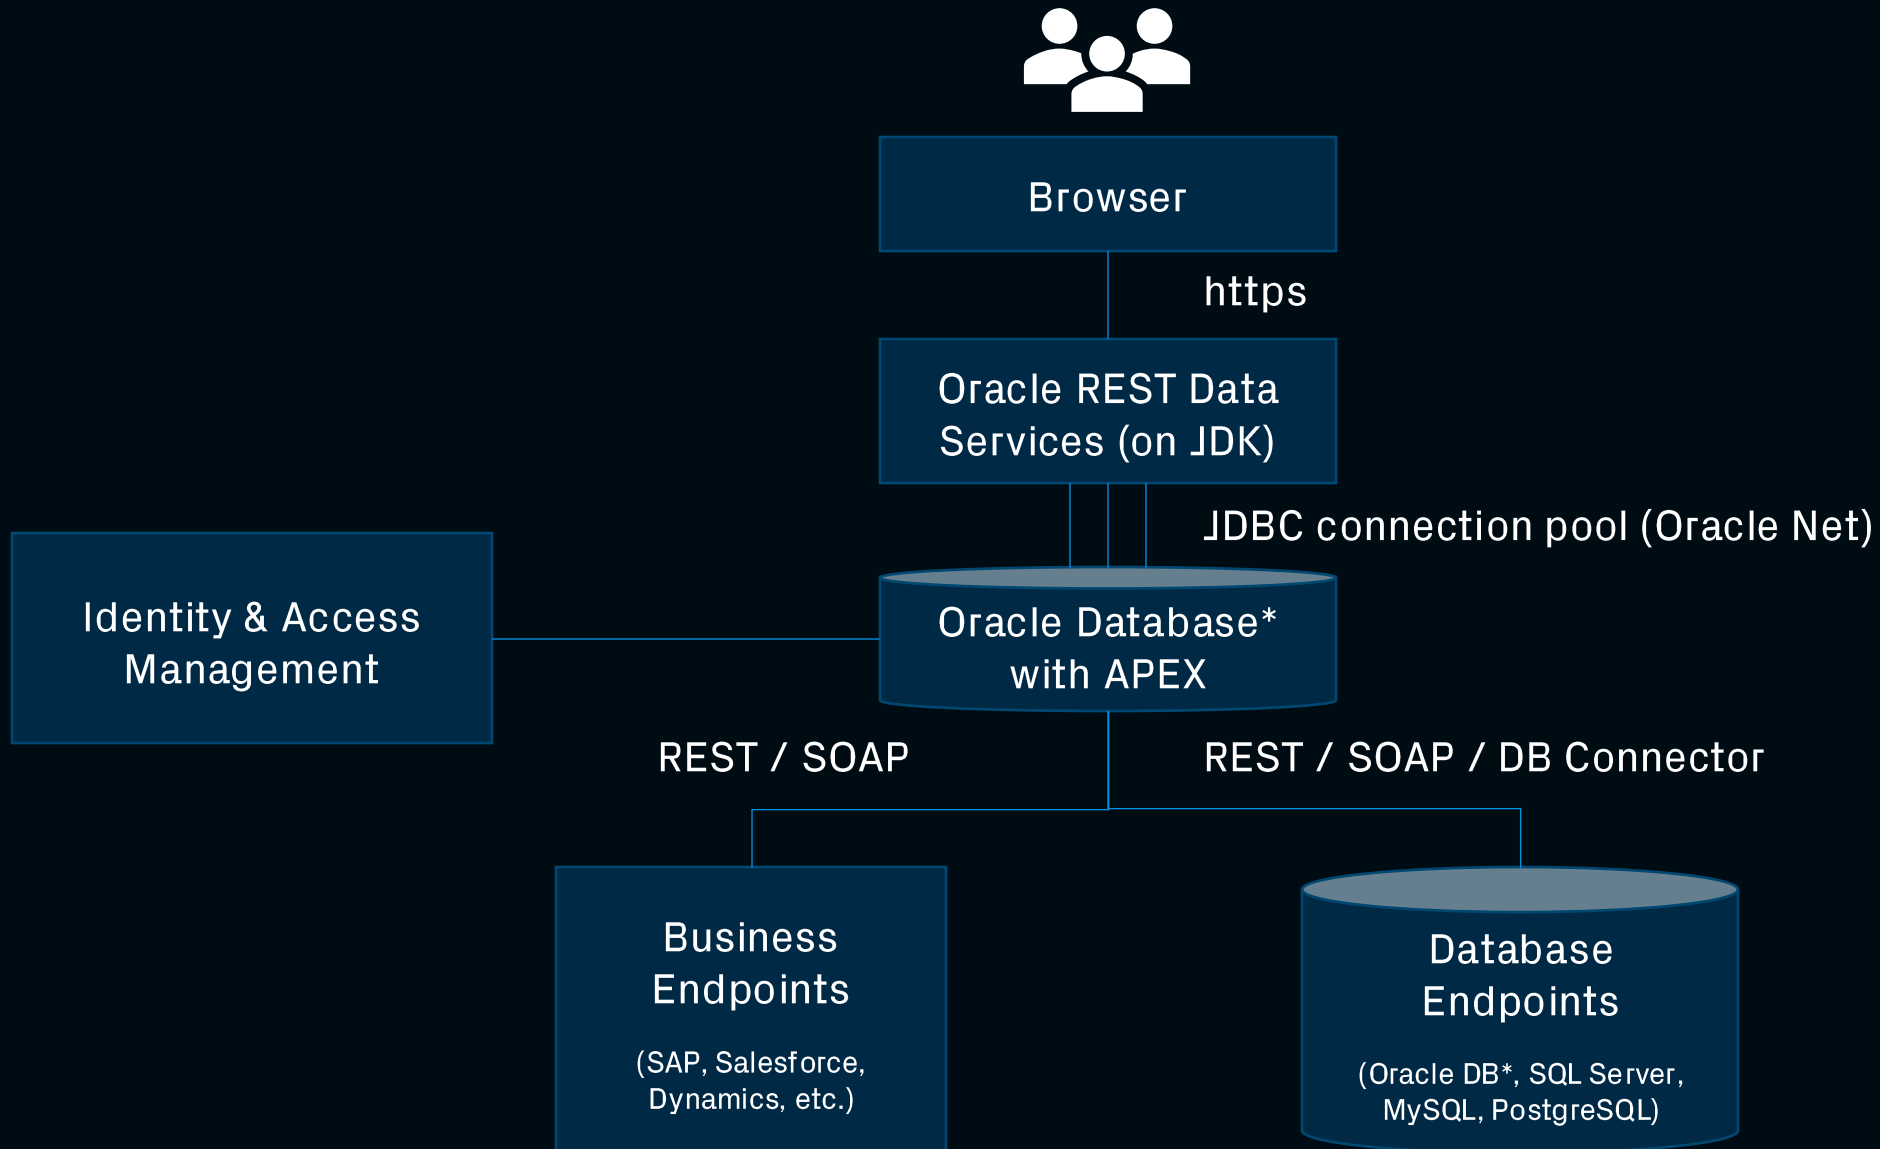 Browser
https
Oracle REST Data
Services (on JDK)
JDBC connection pool (Oracle Net)
Identity & Access
Management
Oracle Database*
with APEX
REST / SOAP
REST / SOAP / DB Connector
Business
Endpoints
(SAP, Salesforce,
Dynamics, etc.)
Database
Endpoints
(Oracle DB*, SQL Server,
MySQL, PostgreSQL)